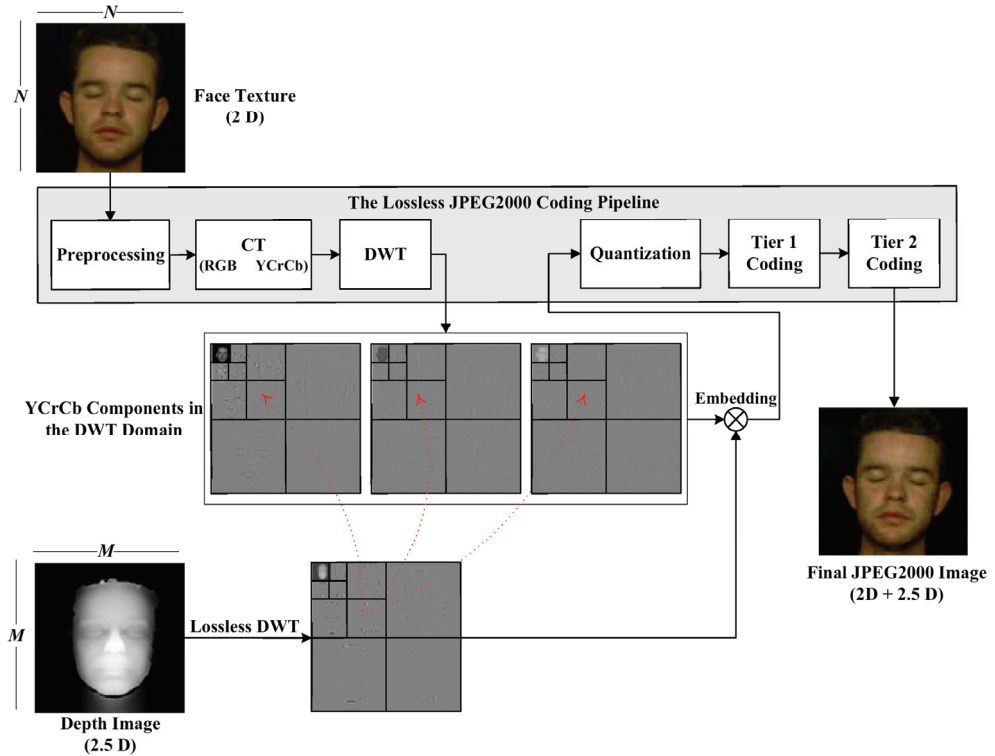 N
N
Face Texture
(2 D)
The Lossless JPEG2000 Coding Pipeline
Preprocessing
CT
(RGB YCrCb)
DWT
Quantization
Tier 1
Coding
Tier 2
Coding
YCrCb Components in
the DWT Domain
Embedding
M
M
Lossless DWT
Depth Image
(2.5 D)
Final JPEG2000 Image
(2D + 2.5 D)